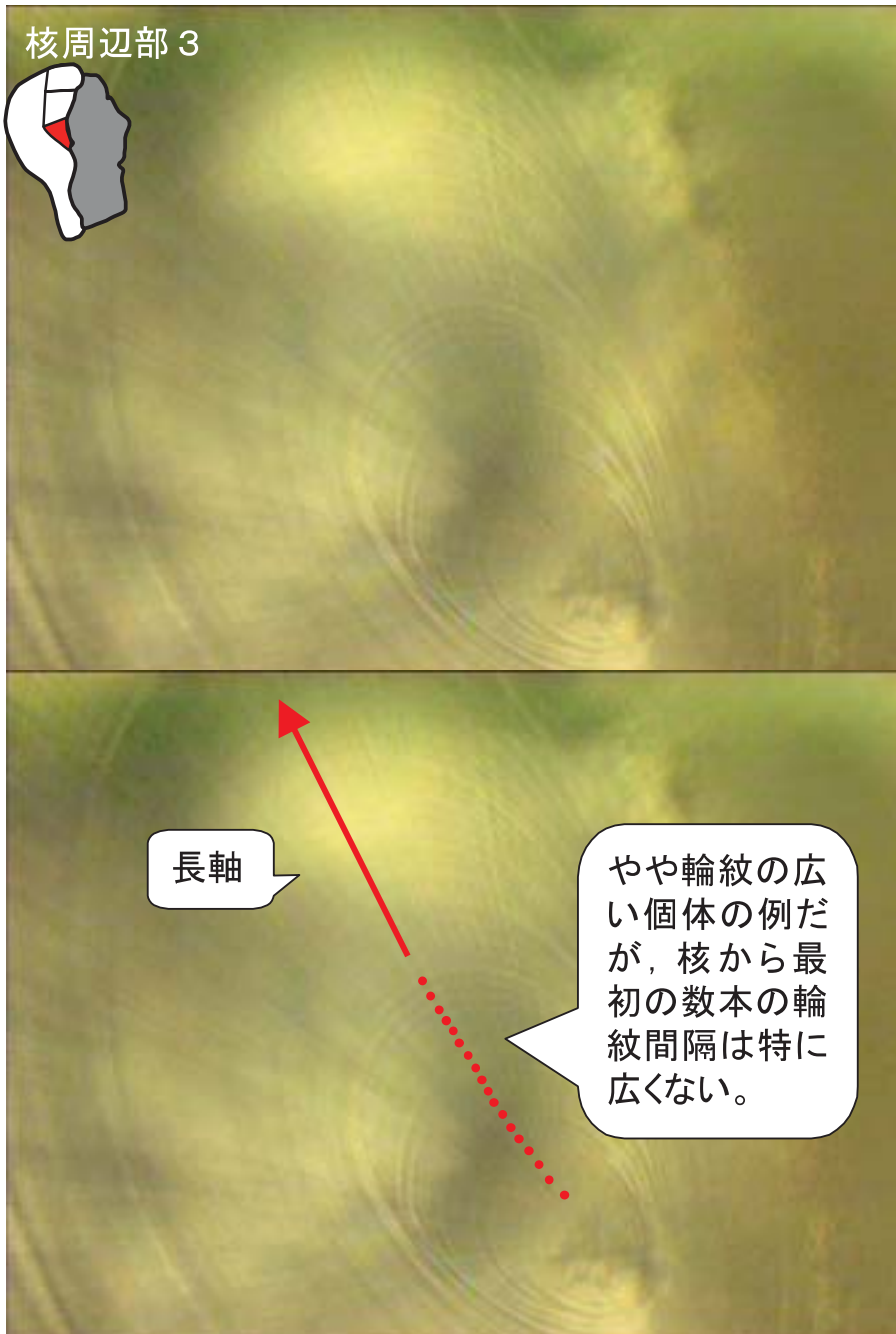 核周辺部３
長軸
やや輪紋の広
い個体の例だ
が，核から最
初の数本の輪
紋間隔は特に
広くない。